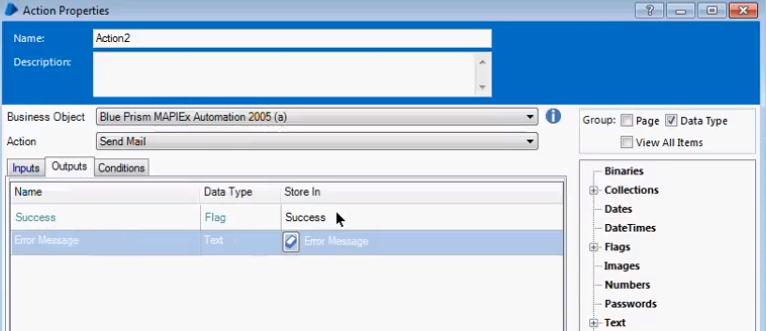 Action Properties
Name:
Action2
Description:
Business Object
Blue Prism MAPIEx Automation 2005 (a)
Action
Send Mail
Inputs
Outputs
Conditions
Name Data Type Store In
Success Flag Success
Error Message Text Error Message
Group: Page Data Type
View All Items
Binaries
Collections
Dates
DateTimes
Flags
Images
Numbers
Passwords
Text